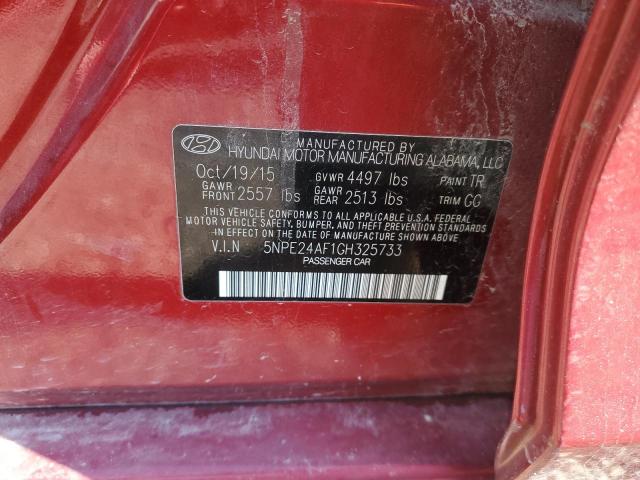 MANUFACTURED BY
HYUNDAI MOTOR MANUFACTURING ALABAMA, LLC
Oct/19/15 GVWR 4497 lbs PAINT TR
GAWR FRONT 2557 lbs GAWR REAR 2513 lbs TRIM GC
THIS VEHICLE CONFORMS TO ALL APPLICABLE U.S.A. FEDERAL
MOTOR VEHICLE SAFETY, BUMPER, AND THEFT PREVENTION STANDARDS
IN EFFECT ON THE DATE OF MANUFACTURE SHOWN ABOVE.
V.I.N 5NPE24AF1GH325733
PASSENGER CAR